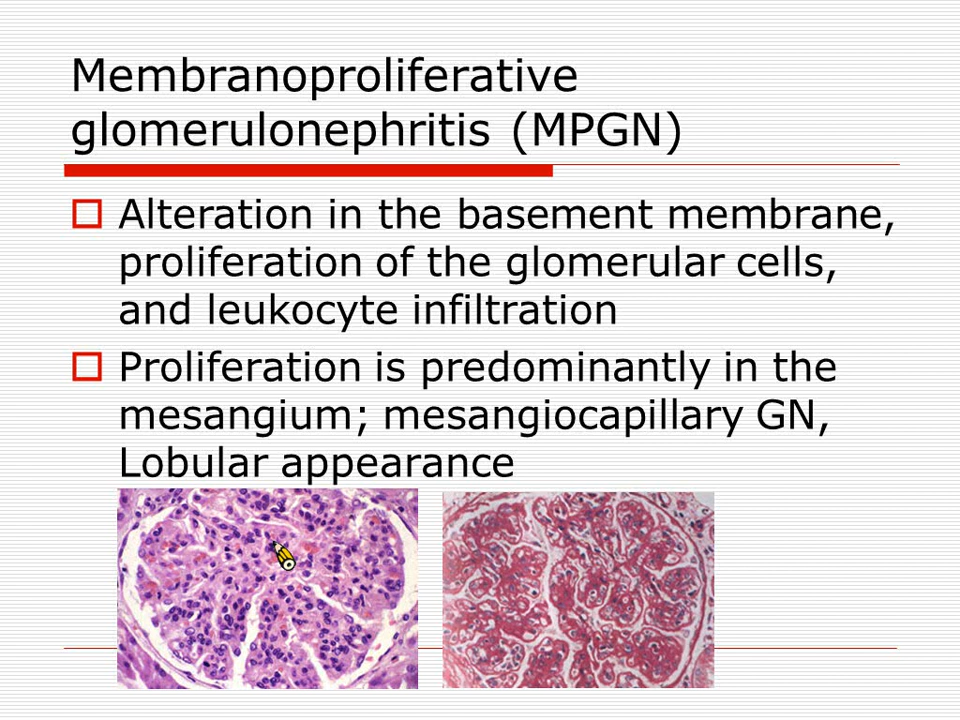 Membranoproliferative
glomerulonephritis (MPGN)
Alteration in the basement membrane,
proliferation of the glomerular cells,
and leukocyte infiltration
Proliferation is predominantly in the
mesangium; mesangiocapillary GN,
Lobular appearance